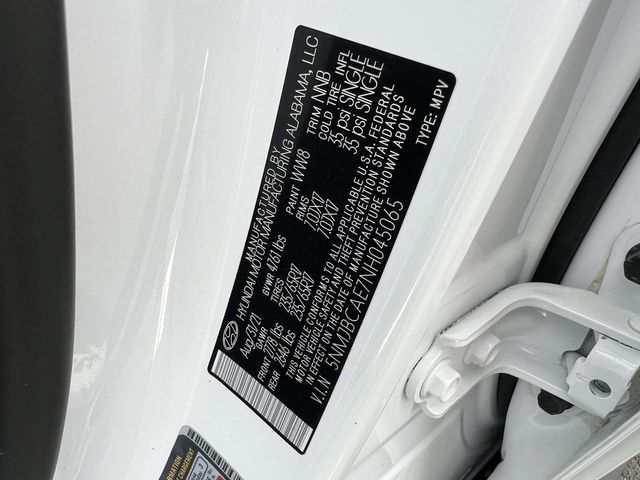 MANUFACTURED BY
HYUNDAI MOTOR MANUFACTURING ALABAMA, LLC
Aug/07/21 GVWR 4761 lbs PAINT WW8 TRIM NNB
GAWR TIRES RIMS COLD TIRE INFL
FRONT 2778 lbs 235/65R17 7.0JX17 35 psi SINGLE
REAR 2646 lbs 235/65R17 7.0JX17 35 psi SINGLE
THIS VEHICLE CONFORMS TO ALL APPLICABLE U.S.A. FEDERAL
MOTOR VEHICLE SAFETY, AND THEFT PREVENTION STANDARDS
IN EFFECT ON THE DATE OF MANUFACTURE SHOWN ABOVE
V.I.N 5NMJBCAE7NH045065 TYPE: MPV